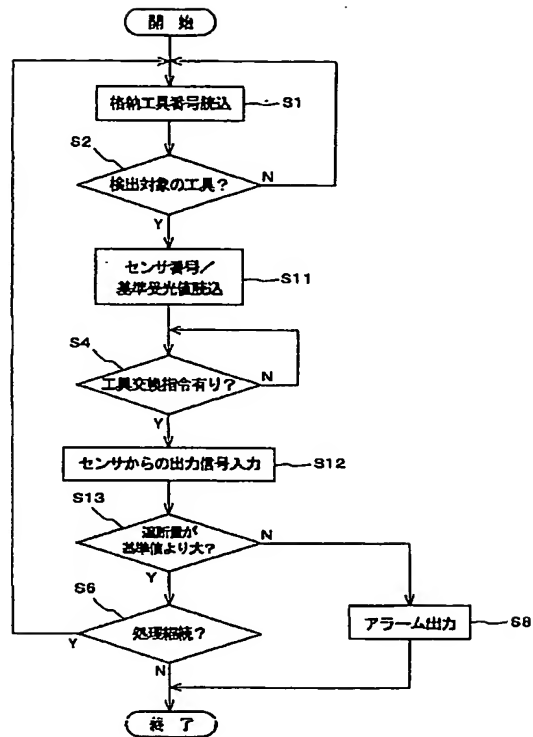 開 始
格納工具番号読込
S1
S2
検出対象の工具？
N
Y
センサ番号／
基準受光値読込
S11
S4
工具交換指令有り？
N
Y
センサからの出力信号入力
S12
S13
遮断量が
基準値より大？
N
Y
S6
処理継続？
Y
N
アラーム出力
S8
終 了